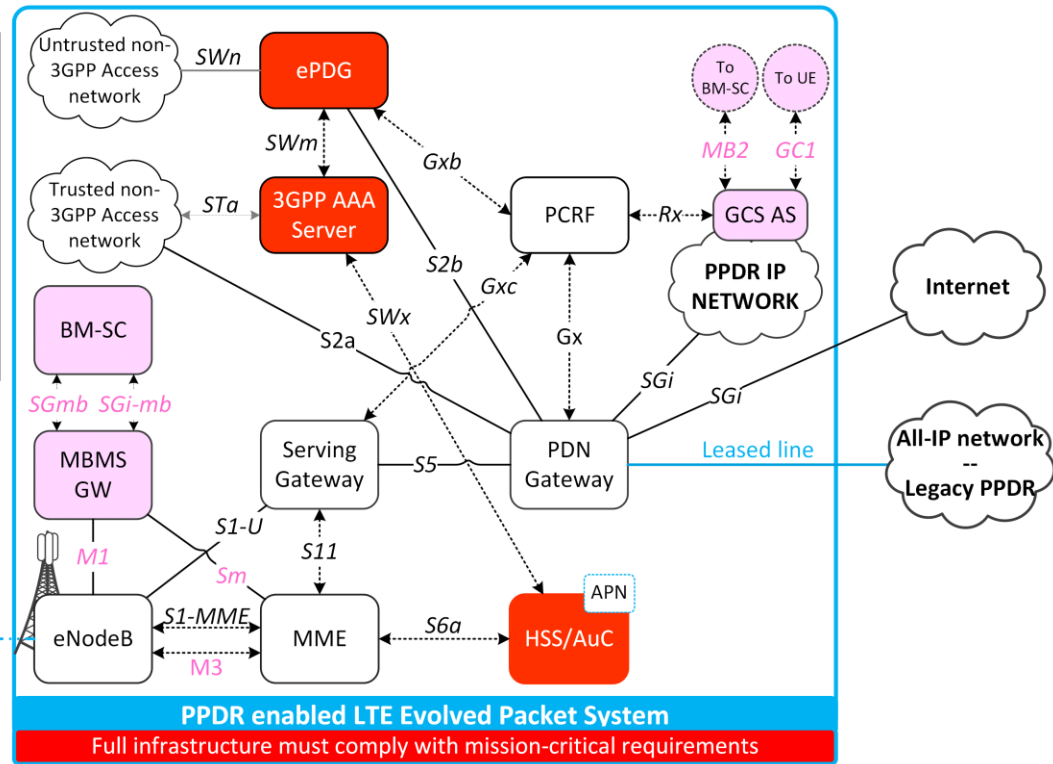 Untrusted non-
3GPP Access
network
SWn
ePDG
To
BM-SC
To UE
SWm
Gxb
MB2
GC1
Trusted non-
3GPP Access
network
STa
3GPP AAA
Server
PCRF
Rx
GCS AS
S2b
Gxc
PPDR IP
NETWORK
Internet
BM-SC
SWx
S2a
Gx
SGi
SGi
SGmb
SGi-mb
MBMS
GW
Serving
Gateway
S5
PDN
Gateway
Leased line
All-IP network
--
Legacy PPDR
S1-U
M1
Sm
S11
APN
eNodeB
S1-MME
M3
MME
S6a
HSS/AuC
PPDR enabled LTE Evolved Packet System
Full infrastructure must comply with mission-critical requirements